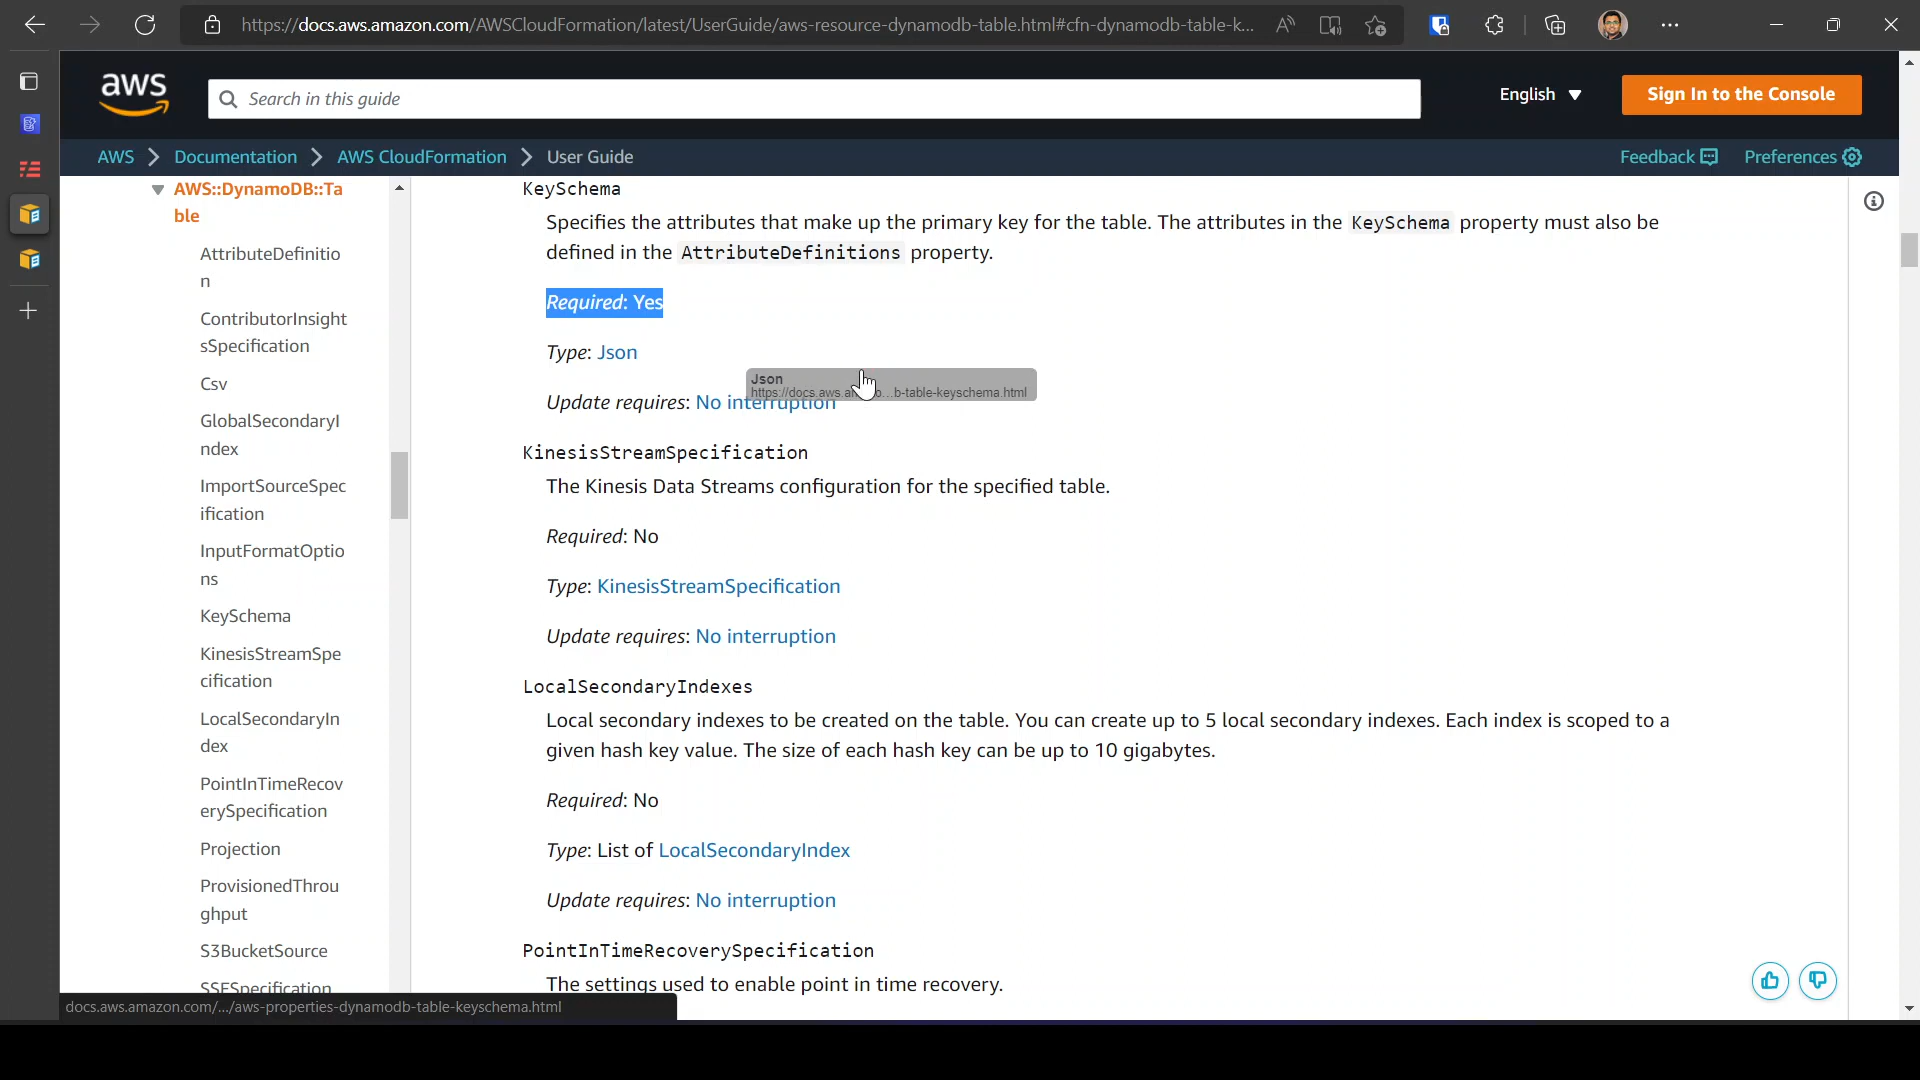 https://docs.aws.amazon.com/AWSCloudFormation/latest/UserGuide/aws-resource-dynamodb-table.html#cfn-dynamodb-table-k...
aws
Search in this guide
English
Sign In to the Console
AWS
Documentation
AWS CloudFormation
User Guide
Feedback
Preferences
AWS::DynamoDB::Ta
ble
AttributeDefinitio
n
ContributorInsight
sSpecification
Csv
GlobalSecondaryI
ndex
ImportSourceSpec
ification
InputFormatOptio
ns
KeySchema
KinesisStreamSpe
cification
LocalSecondaryIn
dex
PointInTimeRecov
erySpecification
Projection
ProvisionedThrou
ghput
S3BucketSource
SSESpecification
KeySchema
Specifies the attributes that make up the primary key for the table. The attributes in the KeySchema property must also be
defined in the AttributeDefinitions property.
Required: Yes
Type: Json
Json
https://docs.aws.am o...b-table-keyschema.html
Update requires: No interruption
KinesisStreamSpecification
The Kinesis Data Streams configuration for the specified table.
Required: No
Type: KinesisStreamSpecification
Update requires: No interruption
LocalSecondaryIndexes
Local secondary indexes to be created on the table. You can create up to 5 local secondary indexes. Each index is scoped to a
given hash key value. The size of each hash key can be up to 10 gigabytes.
Required: No
Type: List of LocalSecondaryIndex
Update requires: No interruption
PointInTimeRecoverySpecification
The settings used to enable point in time recovery.
docs.aws.amazon.com/.../aws-properties-dynamodb-table-keyschema.html